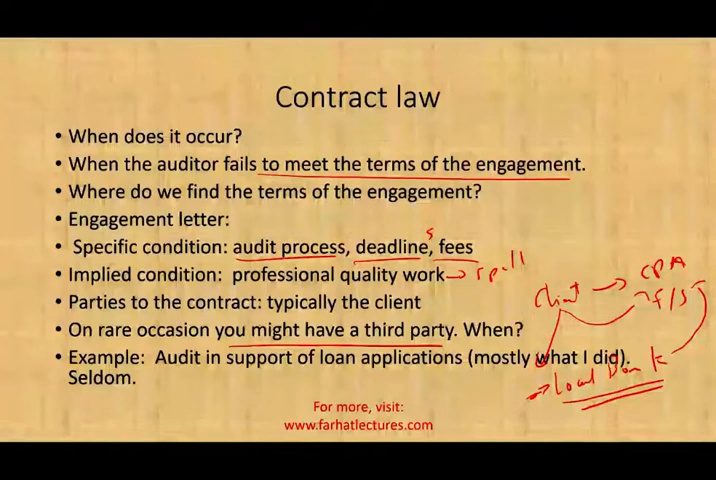 Contract law
• When does it occur?
• When the auditor fails to meet the terms of the engagement.
• Where do we find the terms of the engagement?
• Engagement letter:
• Specific condition: audit process, deadline, fees
s
• Implied condition: professional quality work
→ spell
• Parties to the contract: typically the client
Client → CPA
F/S
• On rare occasion you might have a third party. When?
• Example: Audit in support of loan applications (mostly what I did).
Seldom.
→ Local Bank
For more, visit:
www.farhatlectures.com